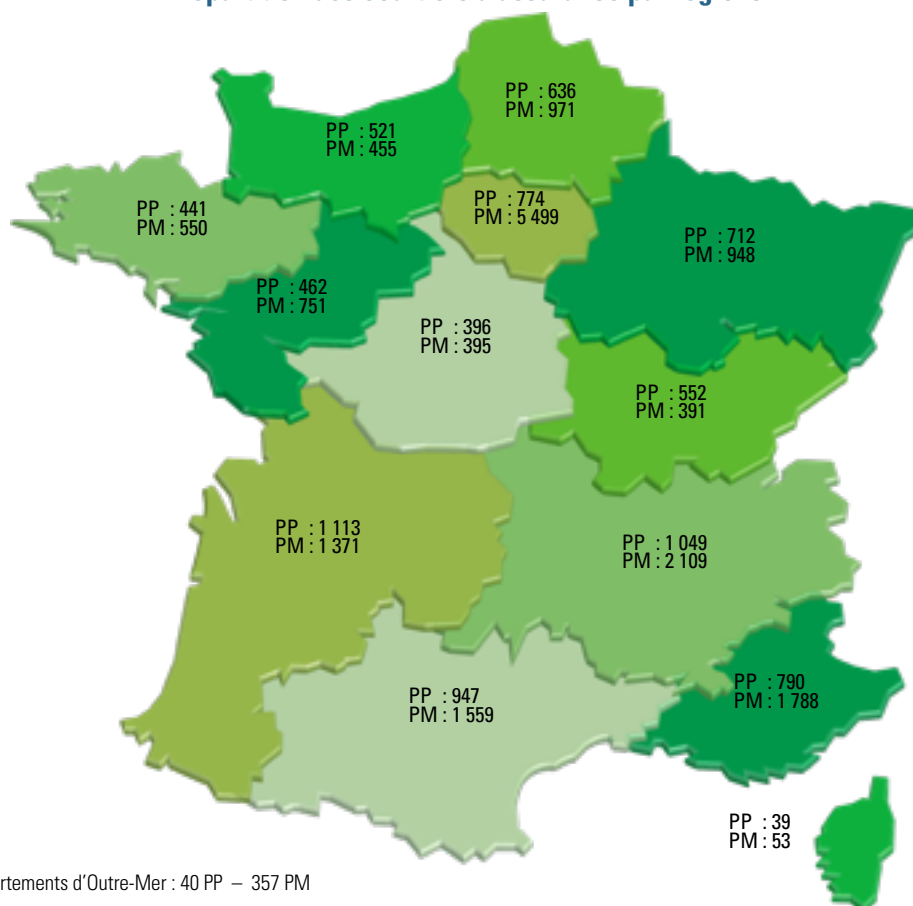 PP : 636
PM : 971
PP : 521
PM : 455
PP : 774
PM : 5 499
PP : 441
PM : 550
PP : 712
PM : 948
PP : 462
PM : 751
PP : 396
PM : 395
PP : 552
PM : 391
PP : 1 113
PM : 1 371
PP : 1 049
PM : 2 109
PP : 790
PM : 1 788
PP : 947
PM : 1 559
PP : 39
PM : 53
rtements d'Outre-Mer : 40 PP – 357 PM